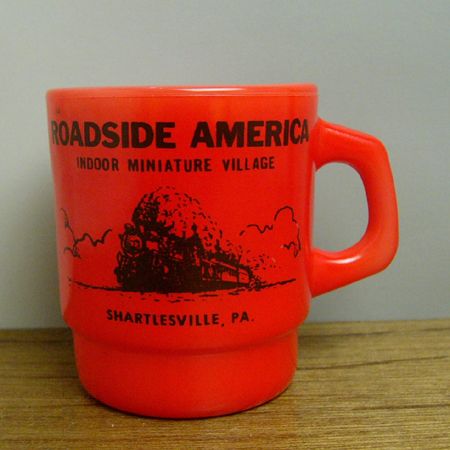 ROADSIDE AMERICA
INDOOR MINIATURE VILLAGE
SHARTLESVILLE, PA.